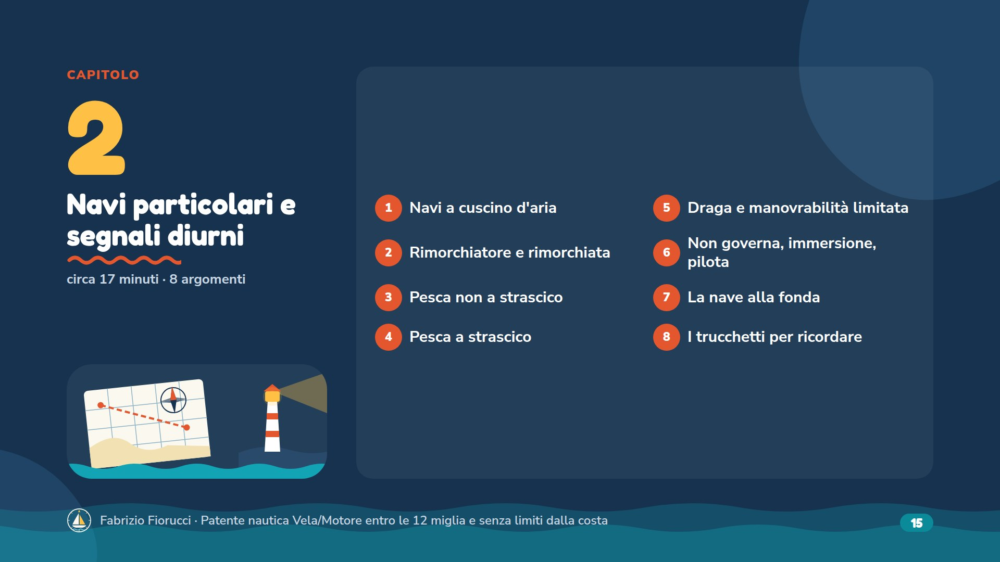 CAPITOLO
2
Navi particolari e
segnali diurni
circa 17 minuti · 8 argomenti
1 Navi a cuscino d'aria
2 Rimorchiatore e rimorchiata
3 Pesca non a strascico
4 Pesca a strascico
5 Draga e manovrabilità limitata
6 Non governa, immersione,
pilota
7 La nave alla fonda
8 I trucchetti per ricordare
Fabrizio Fiorucci · Patente nautica Vela/Motore entro le 12 miglia e senza limiti dalla costa
15